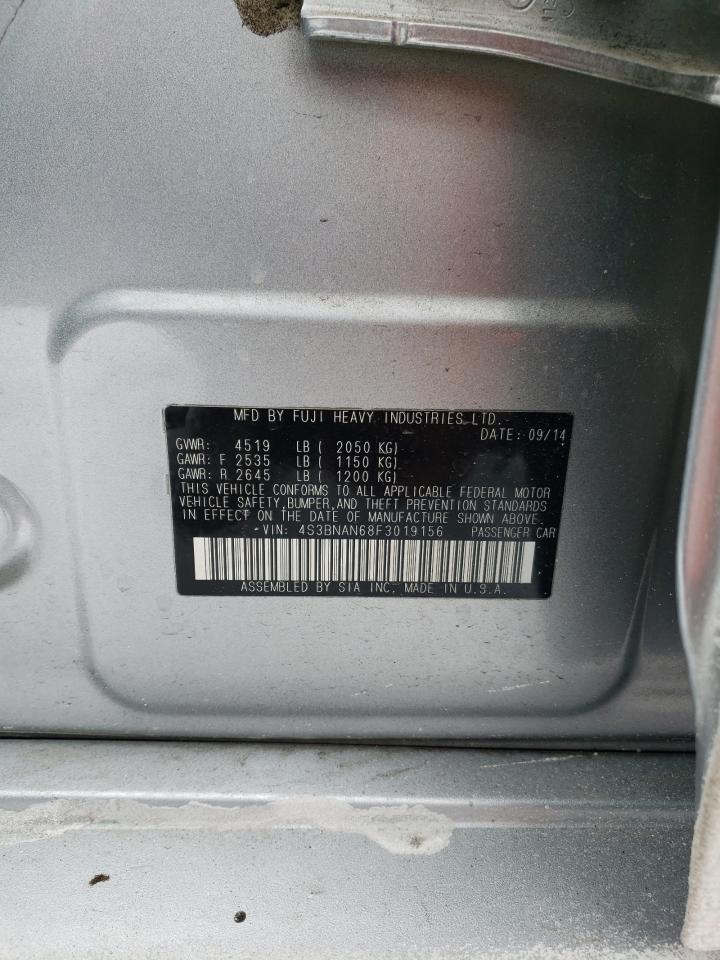 MFD BY FUJI HEAVY INDUSTRIES LTD.
DATE: 09/14
GVWR: 4519 LB ( 2050 KG)
GAWR: F 2535 LB ( 1150 KG)
GAWR: R 2645 LB ( 1200 KG)
THIS VEHICLE CONFORMS TO ALL APPLICABLE FEDERAL MOTOR
VEHICLE SAFETY, BUMPER, AND THEFT PREVENTION STANDARDS
IN EFFECT ON THE DATE OF MANUFACTURE SHOWN ABOVE.
VIN: 4S3BNAN68F3019156 PASSENGER CAR
ASSEMBLED BY SIA INC. MADE IN U.S.A.